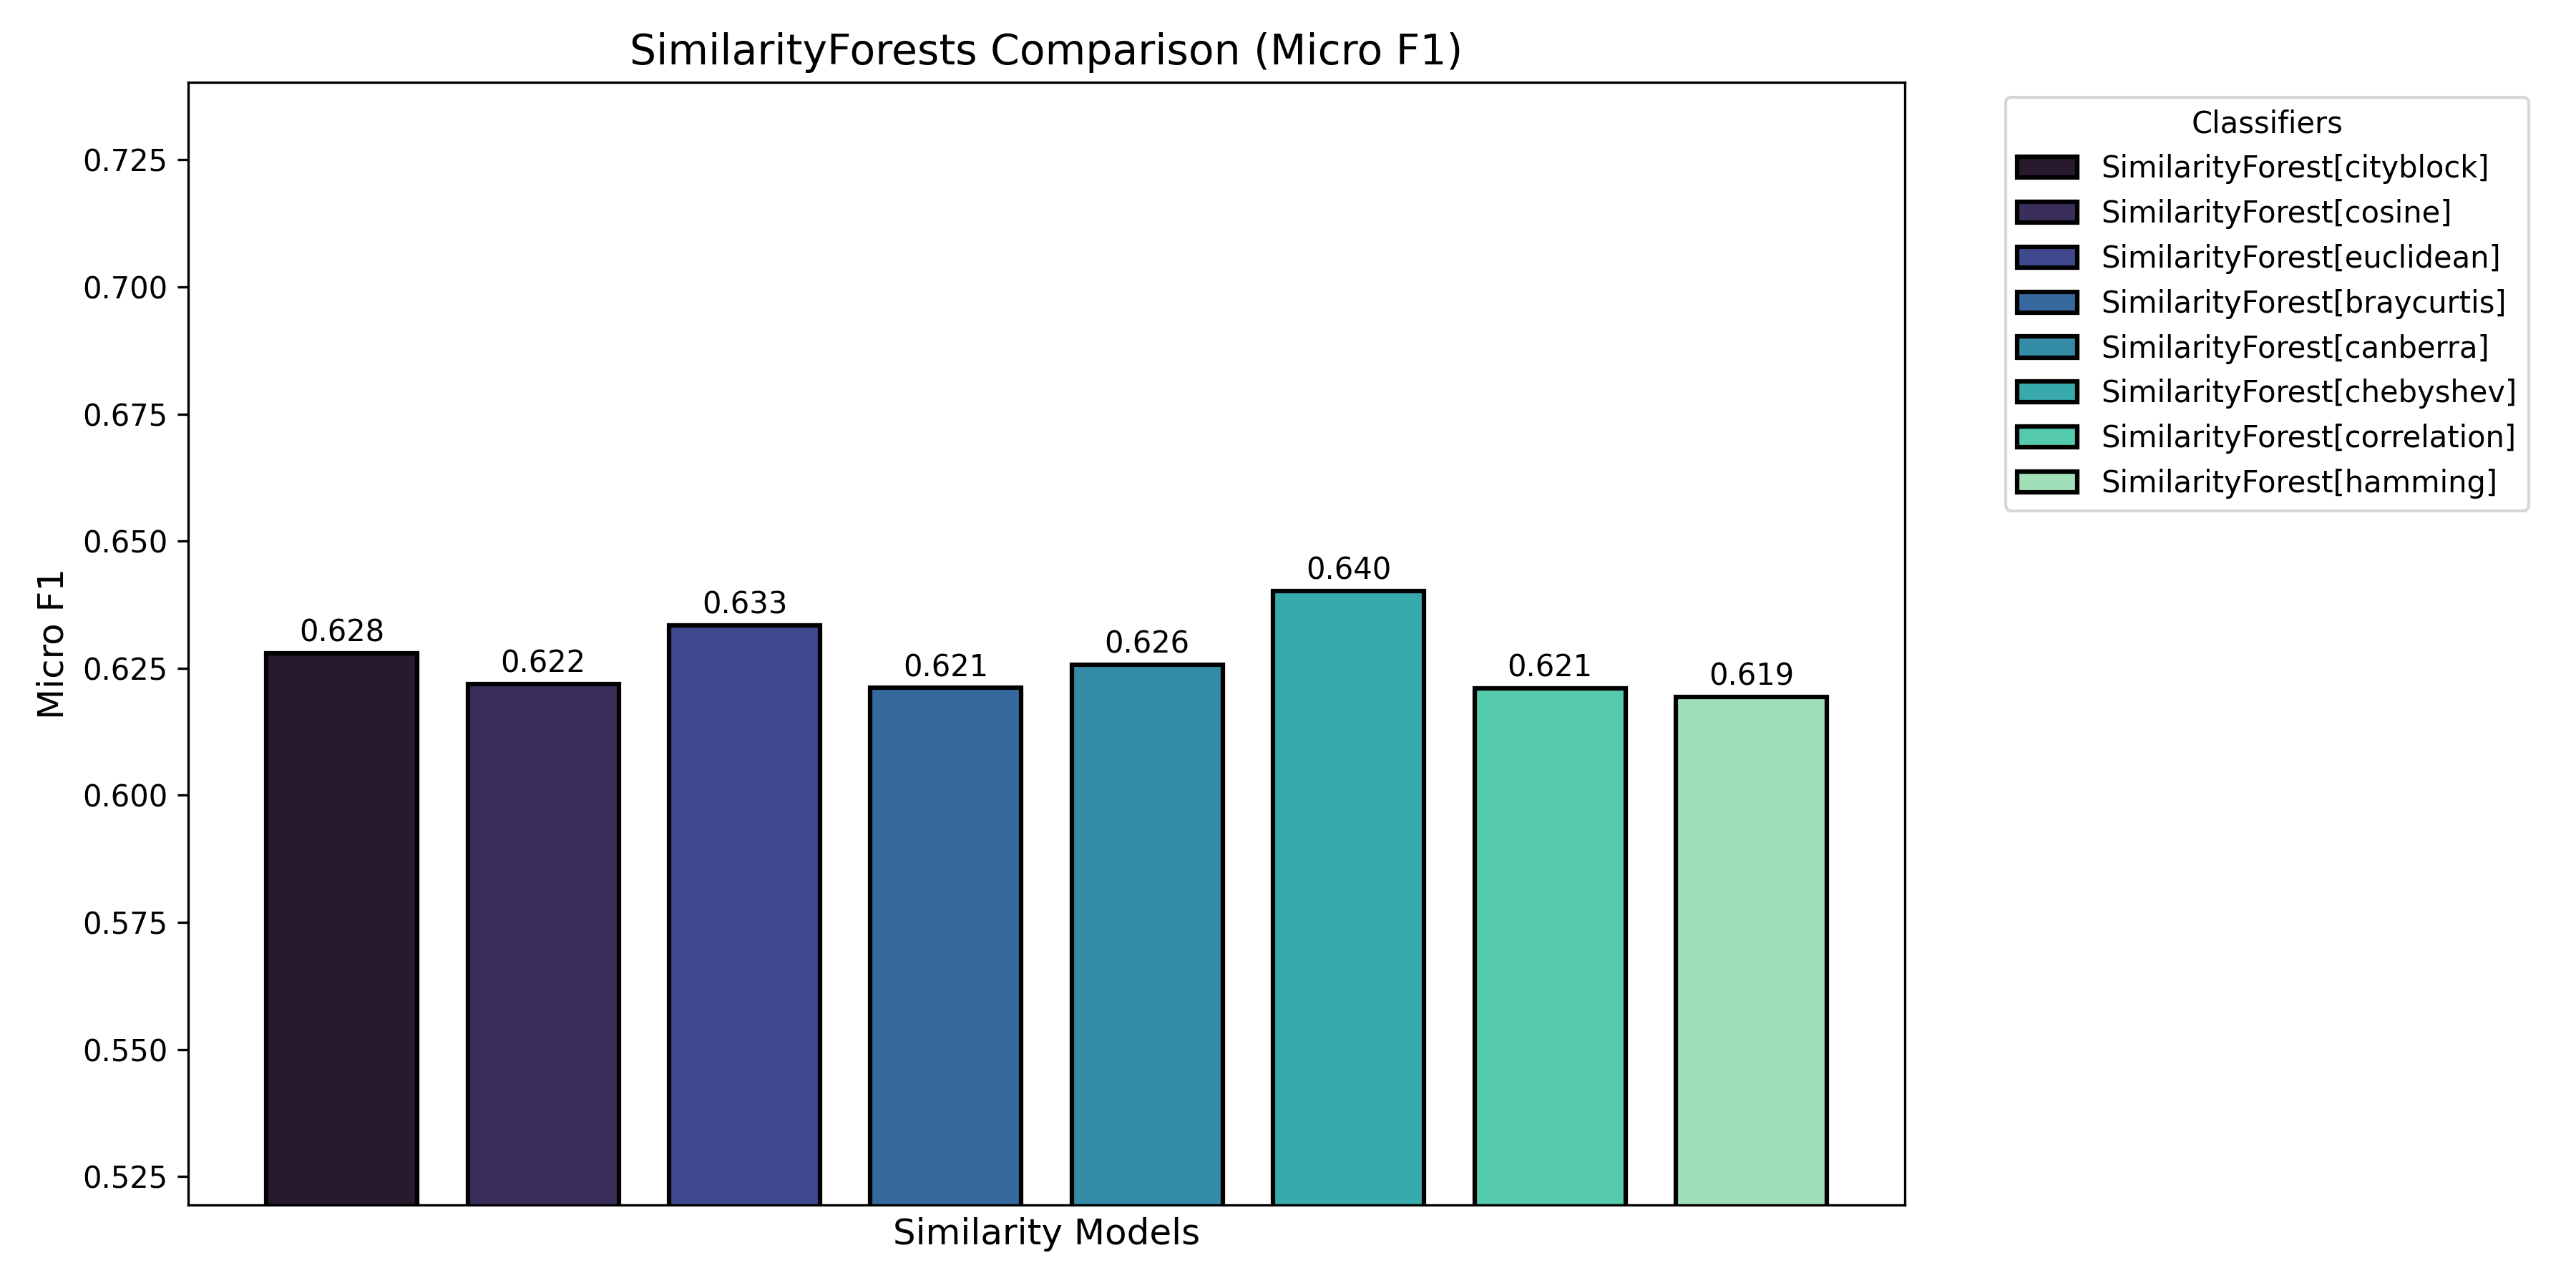 SimilarityForests Comparison (Micro F1)
0.725
0.700
0.675
0.650
0.625
0.600
0.575
0.550
0.525
Micro F1
0.628
0.622
0.633
0.621
0.626
0.640
0.621
0.619
Similarity Models
Classifiers
SimilarityForest[cityblock]
SimilarityForest[cosine]
SimilarityForest[euclidean]
SimilarityForest[braycurtis]
SimilarityForest[canberra]
SimilarityForest[chebyshev]
SimilarityForest[correlation]
SimilarityForest[hamming]